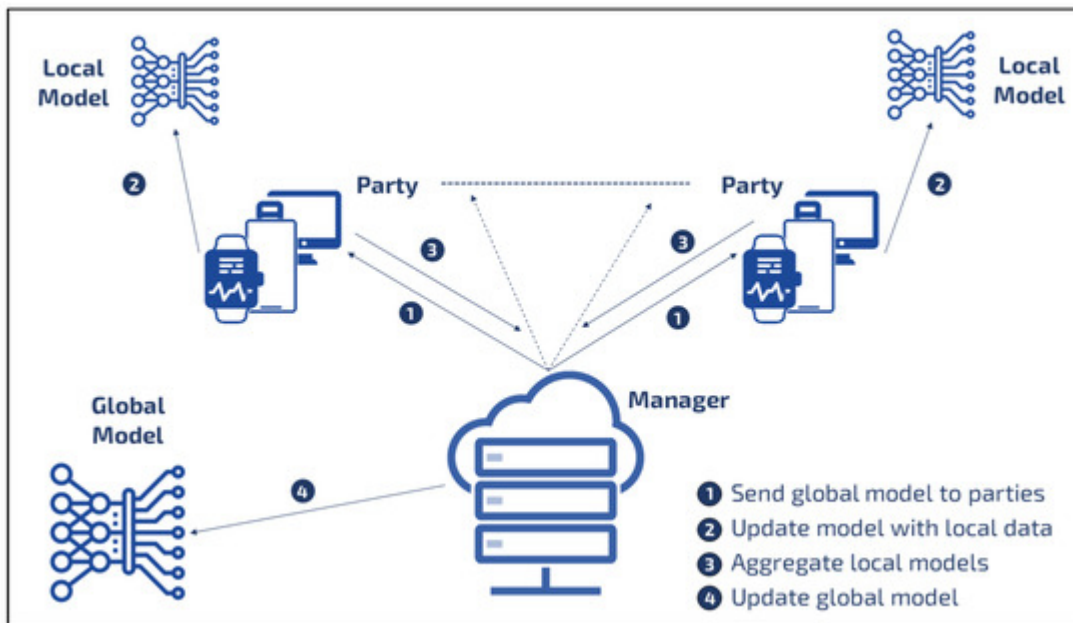 Local
Model
Local
Model
2
2
Party
Party
3
3
1
1
Manager
Global
Model
4
1 Send global model to parties
2 Update model with local data
3 Aggregate local models
4 Update global model